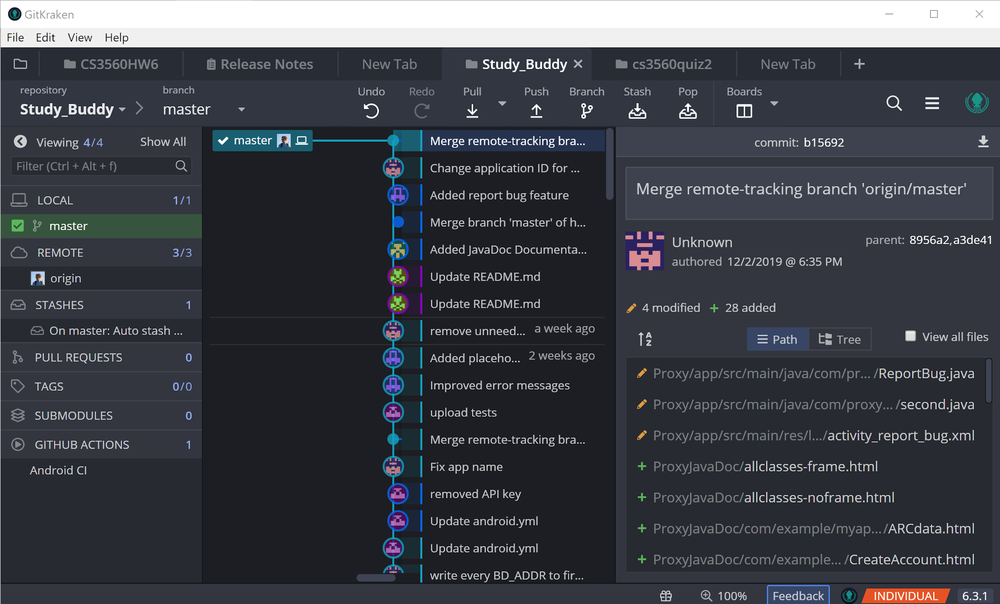 GitKraken
File Edit View Help
CS3560HW6 Release Notes New Tab Study_Buddy cs3560quiz2 New Tab +
repository branch Undo Redo Pull Push Branch Stash Pop Boards
Study_Buddy master
Viewing 4/4 Show All
Filter (Ctrl + Alt + f)
LOCAL 1/1
master
REMOTE 3/3
origin
STASHES 1
On master: Auto stash ...
PULL REQUESTS 0
TAGS 0/0
SUBMODULES 0
GITHUB ACTIONS 1
Android CI
master Merge remote-tracking bra...
Change application ID for ...
Added report bug feature
Merge branch 'master' of h...
Added JavaDoc Documenta...
Update README.md
Update README.md
remove unneed... a week ago
Added placeho... 2 weeks ago
Improved error messages
upload tests
Merge remote-tracking bra...
Fix app name
removed API key
Update android.yml
Update android.yml
write every BD_ADDR to fir...
commit: b15692
Merge remote-tracking branch 'origin/master'
Unknown parent: 8956a2,a3de41
authored 12/2/2019 @ 6:35 PM
4 modified + 28 added
AZ Path Tree View all files
Proxy/app/src/main/java/com/pr... /ReportBug.java
Proxy/app/src/main/java/com/proxy... /second.java
Proxy/app/src/main/res/l.../activity_report_bug.xml
+ ProxyJavaDoc/allclasses-frame.html
+ ProxyJavaDoc/allclasses-noframe.html
+ ProxyJavaDoc/com/example/myap.../ARCdata.html
+ ProxyJavaDoc/com/example... /CreateAccount.html
100% Feedback INDIVIDUAL 6.3.1